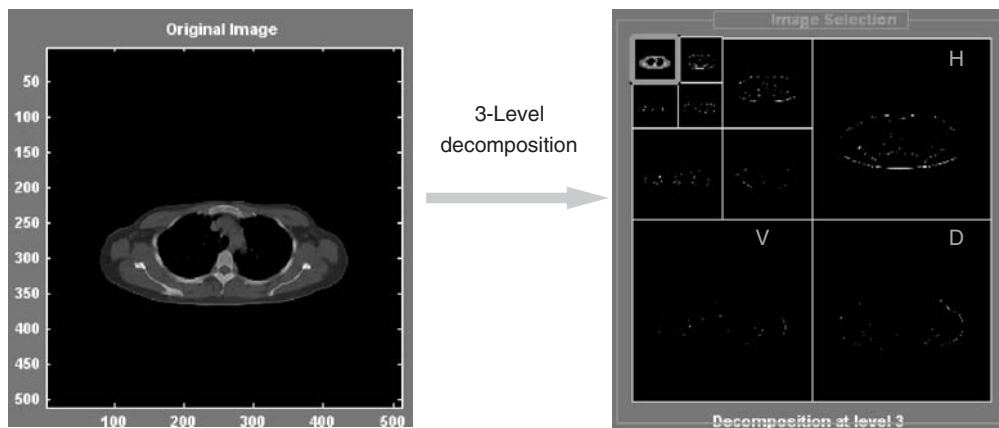 Original Image
50
100
150
200
250
300
350
400
450
500
100
200
300
400
500
3-Level
decomposition
Image Selection
H
V
D
Decomposition at level 3